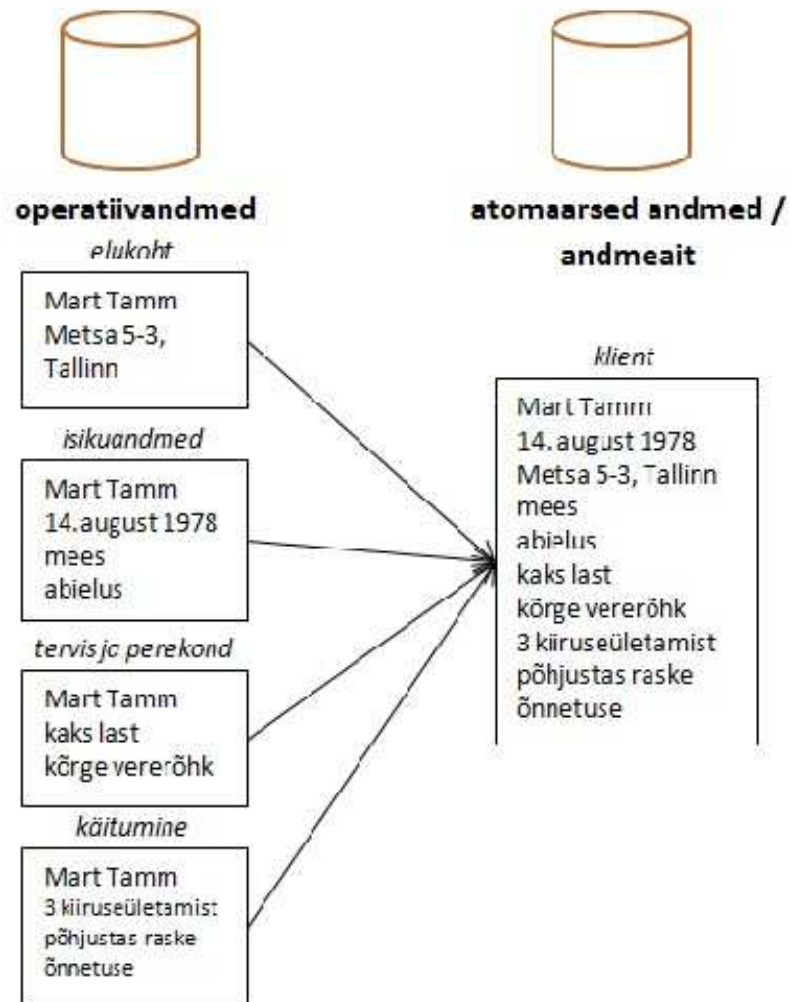 operatiivandmed
elukoht
Mart Tamm
Metsa 5-3,
Tallinn
isikuandmed
Mart Tamm
14.august 1978
mees
abielus
tervis ja perekond
Mart Tamm
kaks last
kõrge vererõhk
käitumine
Mart Tamm
3 kiiruseületamist
põhjustas raske
õnnetuse
atomaarsed andmed /
andmeait
klient
Mart Tamm
14. august 1978
Metsa 5-3, Tallinn
mees
abielus
kaks last
kõrge vererõhk
3 kiiruseületamist
põhjustas raske
õnnetuse